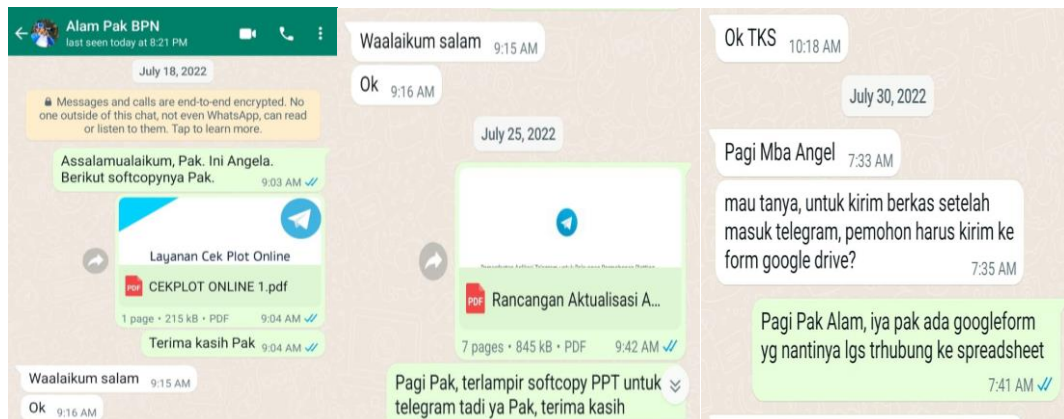 Alam Pak BPN
last seen today at 8:21 PM
July 18, 2022
Messages and calls are end-to-end encrypted. No
one outside of this chat, not even WhatsApp, can read
or listen to them. Tap to learn more.
Assalamualaikum, Pak. Ini Angela.
Berikut softcopynya Pak.
9:03 AM
Layanan Cek Plot Online
PDF CEKPLOT ONLINE 1.pdf
1 page • 215 kB • PDF 9:04 AM
Terima kasih Pak 9:04 AM
Waalaikum salam 9:15 AM
Ok 9:16 AM
Waalaikum salam 9:15 AM
Ok 9:16 AM
July 25, 2022
PDF Rancangan Aktualisasi A...
7 pages • 845 kB • PDF 9:42 AM
Pagi Pak, terlampir softcopy PPT untuk
telegram tadi ya Pak, terima kasih
Ok TKS 10:18 AM
July 30, 2022
Pagi Mba Angel 7:33 AM
mau tanya, untuk kirim berkas setelah
masuk telegram, pemohon harus kirim ke
form google drive?
7:35 AM
Pagi Pak Alam, iya pak ada googleform
yg nantinya lgs trhubung ke spreadsheet
7:41 AM